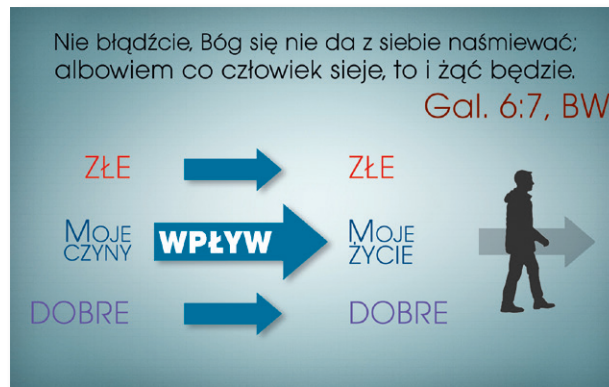 Nie błądźcie, Bóg się nie da z siebie naśmiewać;
albowiem co człowiek sieje, to i żąć będzie.
Gal. 6:7, BW
ZŁE ZŁE
MOJE CZYNY WPŁYW MOJE ŻYCIE
DOBRE DOBRE